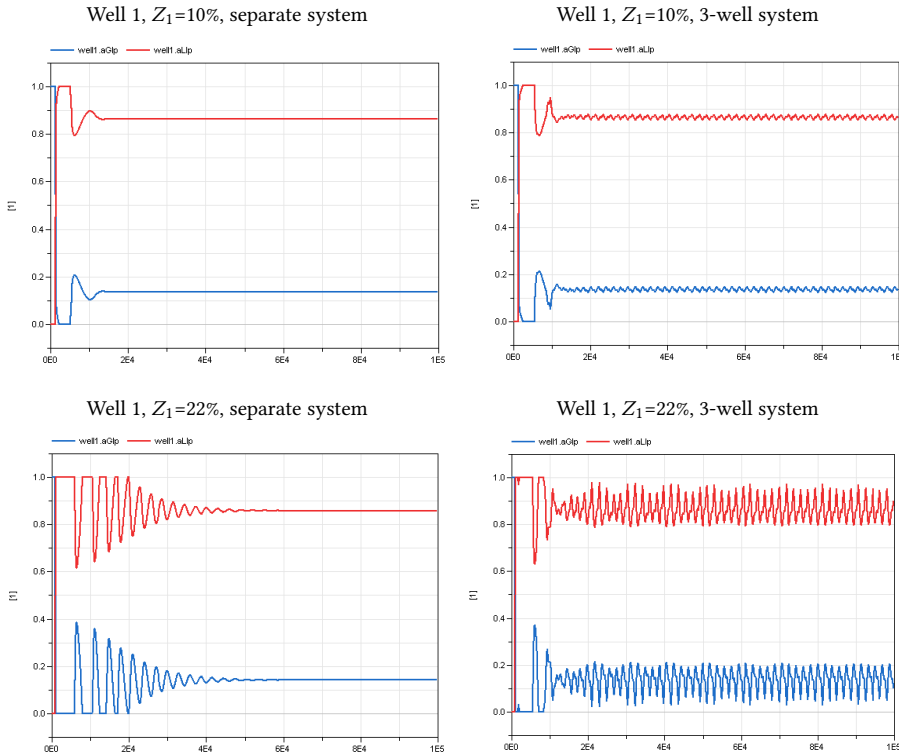 Well 1, Z₁=10%, separate system
well1.aGlp well1.aLlp
1.0
0.8
0.6
0.4
0.2
0.0
[1]
0E0 2E4 4E4 6E4 8E4 1E5
Well 1, Z₁=10%, 3-well system
well1.aGlp well1.aLlp
1.0
0.8
0.6
0.4
0.2
0.0
[1]
0E0 2E4 4E4 6E4 8E4 1E5
Well 1, Z₁=22%, separate system
well1.aGlp well1.aLlp
1.0
0.8
0.6
0.4
0.2
0.0
[1]
0E0 2E4 4E4 6E4 8E4 1E5
Well 1, Z₁=22%, 3-well system
well1.aGlp well1.aLlp
1.0
0.8
0.6
0.4
0.2
0.0
[1]
0E0 2E4 4E4 6E4 8E4 1E5